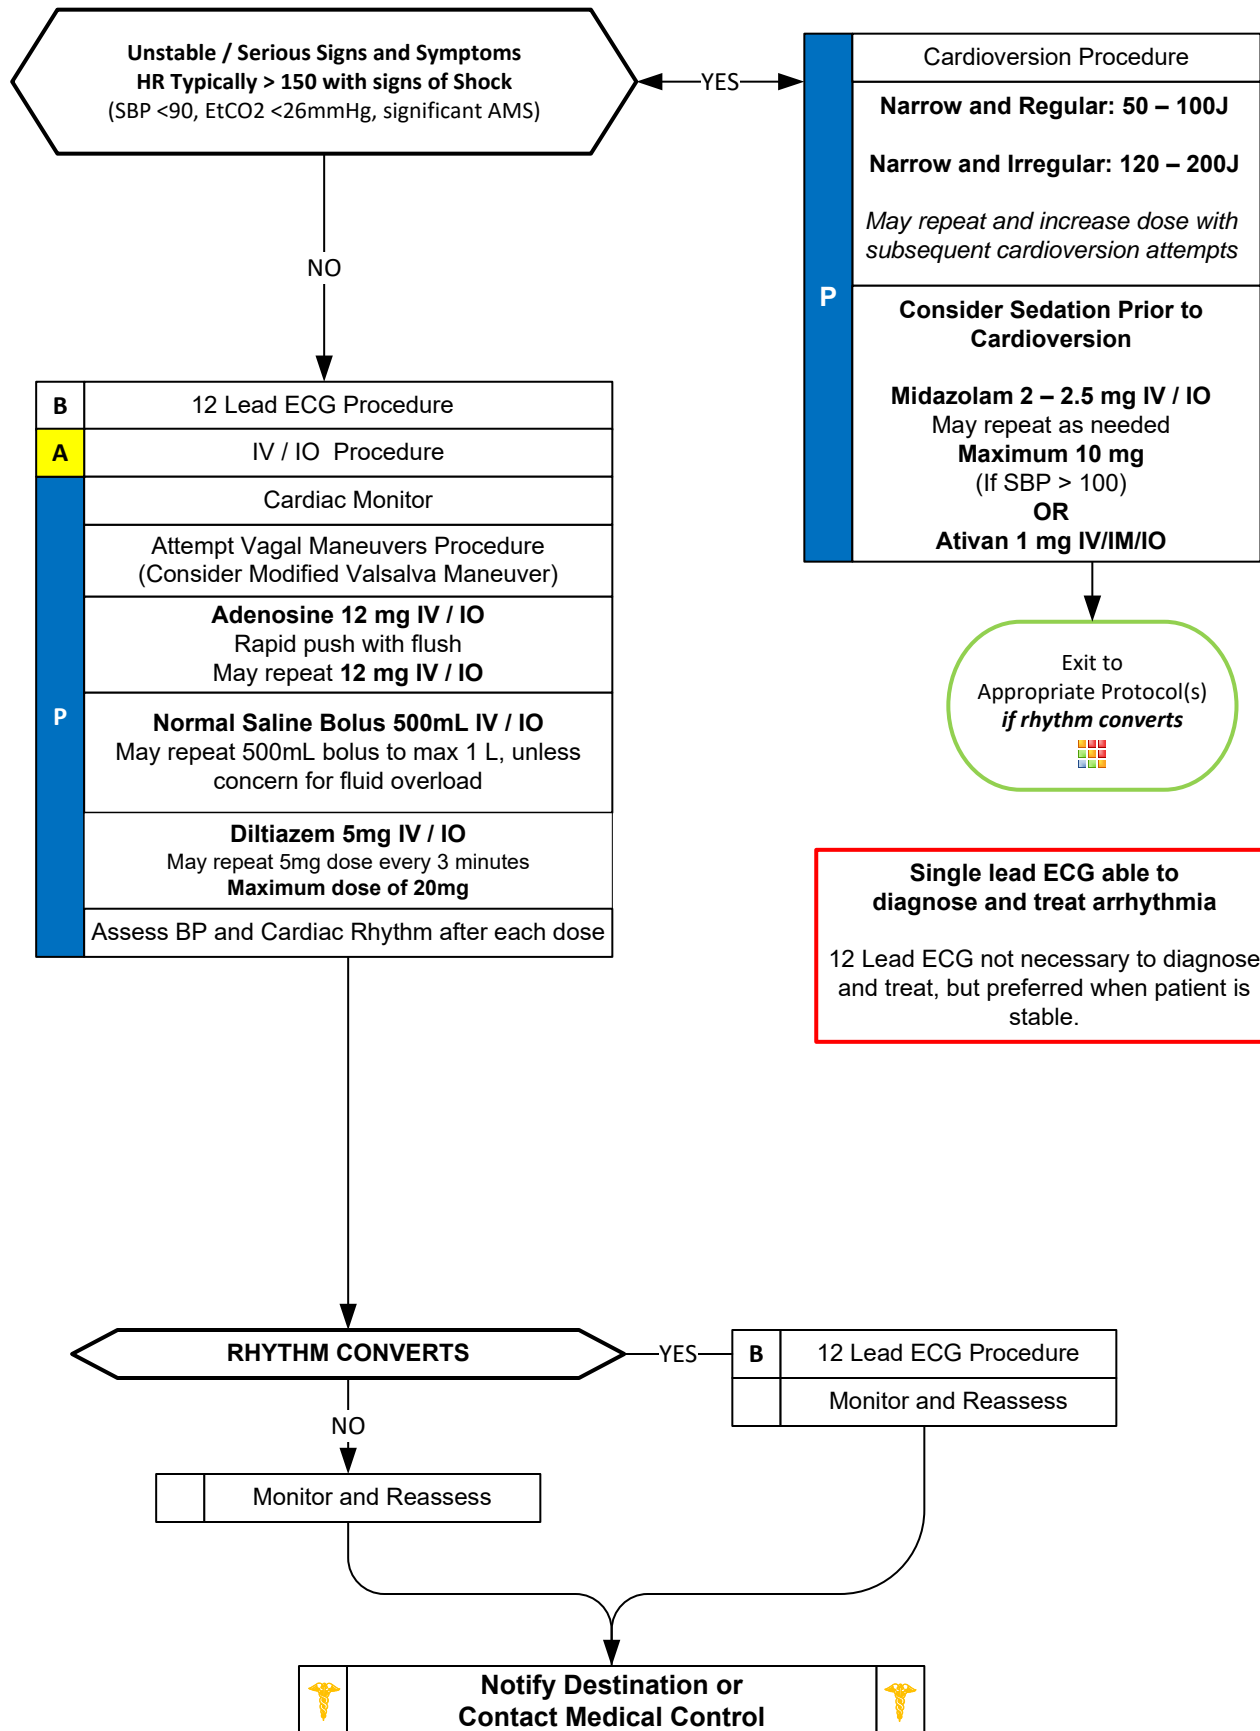 Unstable / Serious Signs and Symptoms
HR Typically > 150 with signs of Shock
(SBP <90, EtCO2 <26mmHg, significant AMS)
YES
P
Cardioversion Procedure
Narrow and Regular: 50 – 100J
Narrow and Irregular: 120 – 200J
May repeat and increase dose with
subsequent cardioversion attempts
Consider Sedation Prior to
Cardioversion
Midazolam 2 – 2.5 mg IV / IO
May repeat as needed
Maximum 10 mg
(If SBP > 100)
OR
Ativan 1 mg IV/IM/IO
Exit to
Appropriate Protocol(s)
if rhythm converts
NO
B
12 Lead ECG Procedure
A
IV / IO Procedure
P
Cardiac Monitor
Attempt Vagal Maneuvers Procedure
(Consider Modified Valsalva Maneuver)
Adenosine 12 mg IV / IO
Rapid push with flush
May repeat 12 mg IV / IO
Normal Saline Bolus 500mL IV / IO
May repeat 500mL bolus to max 1 L, unless
concern for fluid overload
Diltiazem 5mg IV / IO
May repeat 5mg dose every 3 minutes
Maximum dose of 20mg
Assess BP and Cardiac Rhythm after each dose
Single lead ECG able to
diagnose and treat arrhythmia
12 Lead ECG not necessary to diagnose
and treat, but preferred when patient is
stable.
RHYTHM CONVERTS
YES
B
12 Lead ECG Procedure
Monitor and Reassess
NO
Monitor and Reassess
Notify Destination or
Contact Medical Control